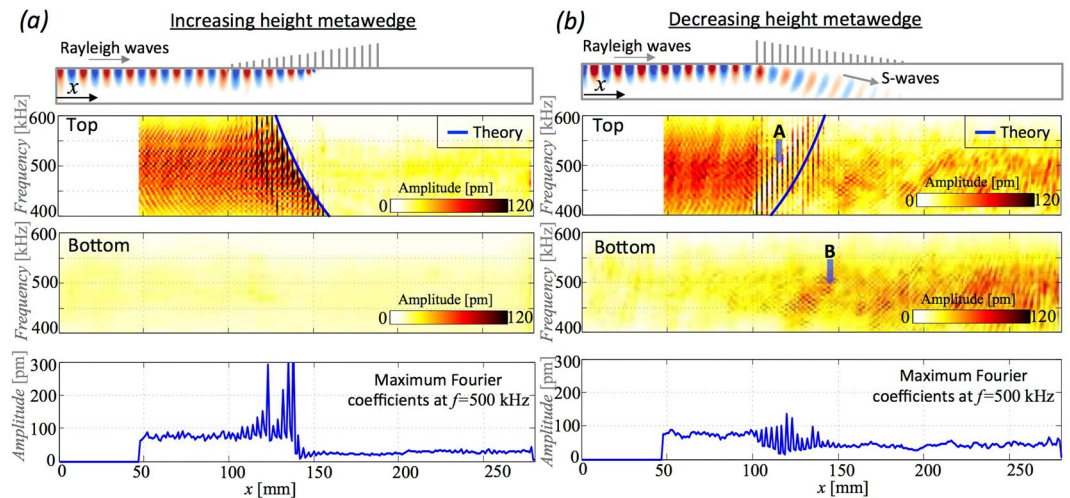 (a)
Increasing height metawedge
Rayleigh waves
x
Frequency [kHz]
600
500
400
Top
Theory
Amplitude [pm]
0
120
Frequency [kHz]
600
500
400
Bottom
Amplitude [pm]
0
120
Amplitude [pm]
300
200
100
0
Maximum Fourier
coefficients at f=500 kHz
0 50 100 150 200 250
x [mm]
(b)
Decreasing height metawedge
Rayleigh waves
S-waves
x
Frequency [kHz]
600
500
400
Top
A
Theory
Amplitude [pm]
0
120
Frequency [kHz]
600
500
400
Bottom
B
Amplitude [pm]
0
120
Amplitude [pm]
300
200
100
0
Maximum Fourier
coefficients at f=500 kHz
0 50 100 150 200 250
x [mm]